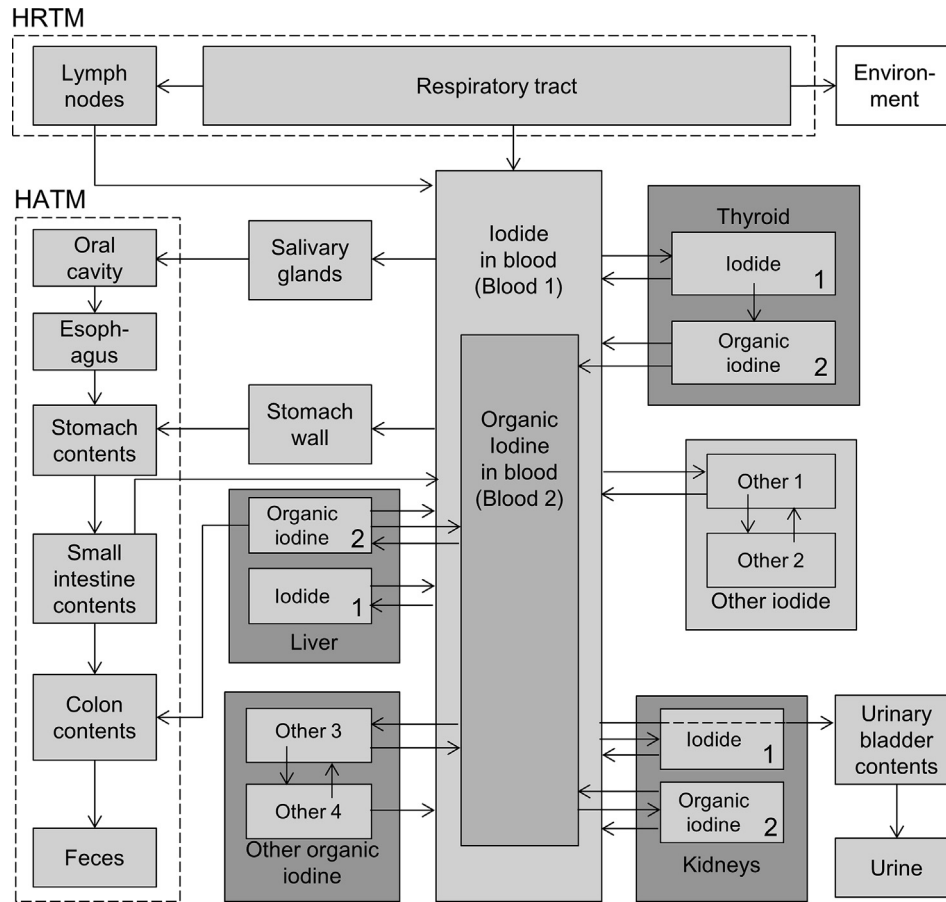 HRTM
Lymph
nodes
Respiratory tract
Environ-
ment
HATM
Oral
cavity
Salivary
glands
Iodide
in blood
(Blood 1)
Thyroid
Iodide
1
Organic
iodine
2
Esoph-
agus
Stomach
contents
Stomach
wall
Organic
Iodine
in blood
(Blood 2)
Other 1
Other 2
Other iodide
Small
intestine
contents
Organic
iodine
2
Iodide
1
Liver
Colon
contents
Other 3
Other 4
Other organic
iodine
Iodide
1
Organic
iodine
2
Kidneys
Urinary
bladder
contents
Feces
Urine